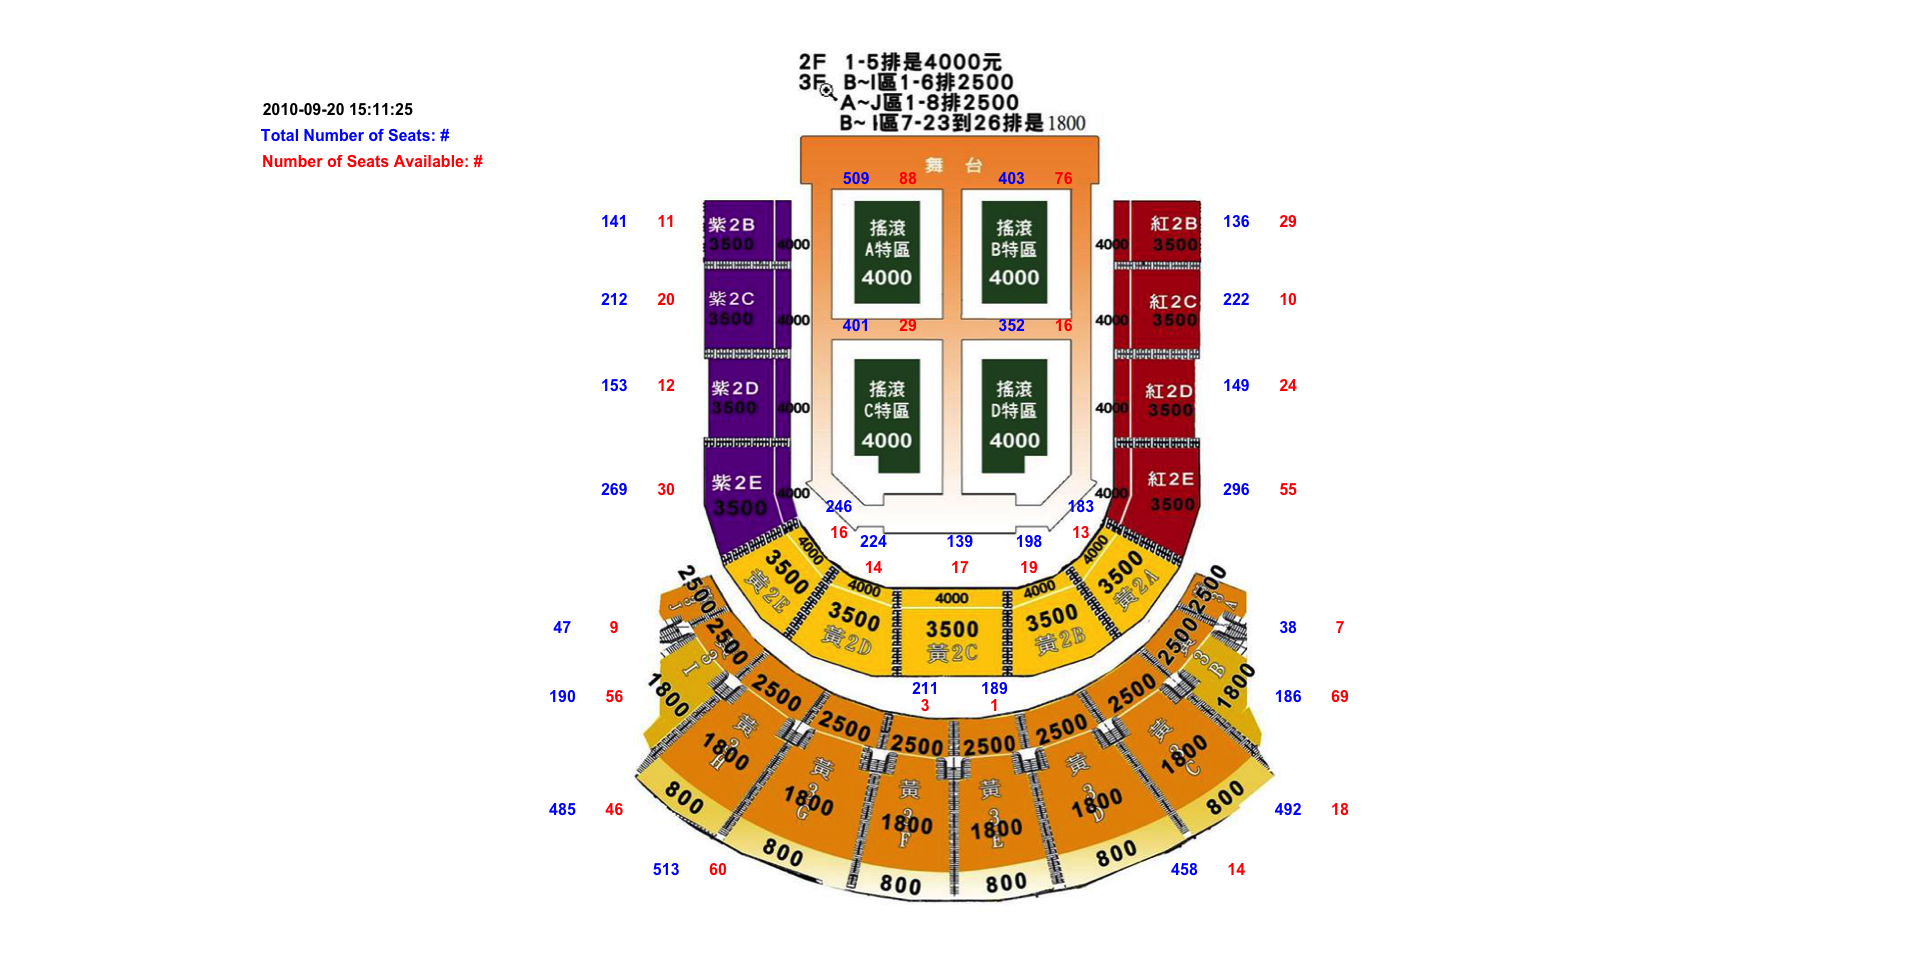 2F 1-5排是4000元
3F B~I區1-6排2500
A~J區1-8排2500
B~ I區7-23到26排是1800
2010-09-20 15:11:25
Total Number of Seats: #
Number of Seats Available: #
舞 台
509 88 403 76
141 11 紫2B 3500 4000
搖滾
A特區
4000
搖滾
B特區
4000
4000 紅2B 3500 136 29
212 20 紫2C 3500 4000
4000 紅2C 3500 222 10
401 29 352 16
153 12 紫2D 3500 4000
搖滾
C特區
4000
搖滾
D特區
4000
4000 紅2D 3500 149 24
269 30 紫2E 3500 4000
4000 紅2E 3500 296 55
246 183
16 13
224 139 198
14 17 19
4000 3500 黃2E
4000 3500 黃2D
4000 3500 黃2C
4000 3500 黃2B
4000 3500 黃2A
47 9 2500 3 J
2500 3 A 38 7
190 56 2500 3 I 1800
2500 3 B 1800 186 69
211 189
3 1
2500 2500 2500 2500 2500 2500
485 46 黃3H 1800 800
黃3G 1800 800
黃3F 1800 800
黃3E 1800 800
黃3D 1800 800
黃3C 1800 800 492 18
513 60 458 14